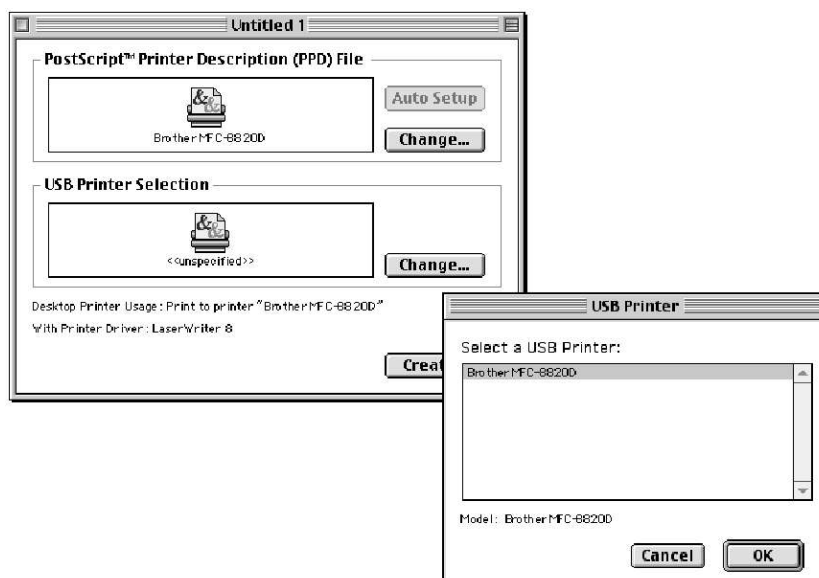 Untitled 1
PostScript™ Printer Description (PPD) File
Brother MFC-8820D
Auto Setup
Change...
USB Printer Selection
<<unspecified>>
Change...
Desktop Printer Usage: Print to printer "Brother MFC-8820D"
With Printer Driver: LaserWriter 8
Creat
USB Printer
Select a USB Printer:
Brother MFC-8820D
Model: Brother MFC-8820D
Cancel
OK